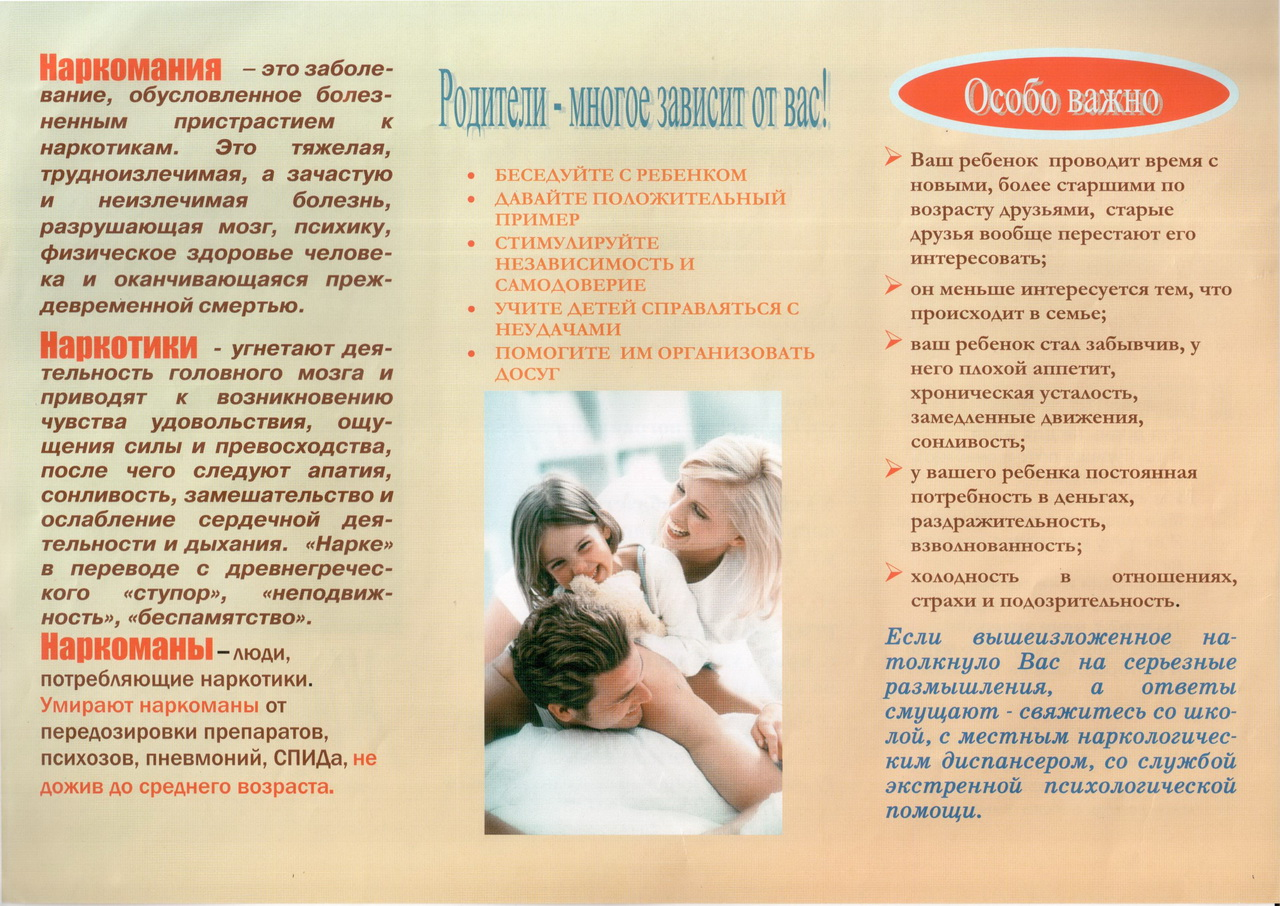 Наркомания – это заболе-
вание, обусловленное болез-
ненным пристрастием к
наркотикам. Это тяжелая,
трудноизлечимая, а зачастую
и неизлечимая болезнь,
разрушающая мозг, психику,
физическое здоровье челове-
ка и оканчивающаяся преж-
девременной смертью.
Наркотики - угнетают дея-
тельность головного мозга и
приводят к возникновению
чувства удовольствия, ощу-
щения силы и превосходства,
после чего следуют апатия,
сонливость, замешательство и
ослабление сердечной дея-
тельности и дыхания. «Нарке»
в переводе с древнегречес-
кого «ступор», «неподвиж-
ность», «беспамятство».
Наркоманы – люди,
потребляющие наркотики.
Умирают наркоманы от
передозировки препаратов,
психозов, пневмоний, СПИДа, не
дожив до среднего возраста.
Родители - многое зависит от вас!
• БЕСЕДУЙТЕ С РЕБЕНКОМ
• ДАВАЙТЕ ПОЛОЖИТЕЛЬНЫЙ
ПРИМЕР
• СТИМУЛИРУЙТЕ
НЕЗАВИСИМОСТЬ И
САМОДОВЕРИЕ
• УЧИТЕ ДЕТЕЙ СПРАВЛЯТЬСЯ С
НЕУДАЧАМИ
• ПОМОГИТЕ ИМ ОРГАНИЗОВАТЬ
ДОСУГ
Особо важно
Ваш ребенок проводит время с
новыми, более старшими по
возрасту друзьями, старые
друзья вообще перестают его
интересовать;
он меньше интересуется тем, что
происходит в семье;
ваш ребенок стал забывчив, у
него плохой аппетит,
хроническая усталость,
замедленные движения,
сонливость;
у вашего ребенка постоянная
потребность в деньгах,
раздражительность,
взволнованность;
холодность в отношениях,
страхи и подозрительность.
Если вышеизложенное на-
толкнуло Вас на серьезные
размышления, а ответы
смущают - свяжитесь со шко-
лой, с местным наркологичес-
ким диспансером, со службой
экстренной психологической
помощи.